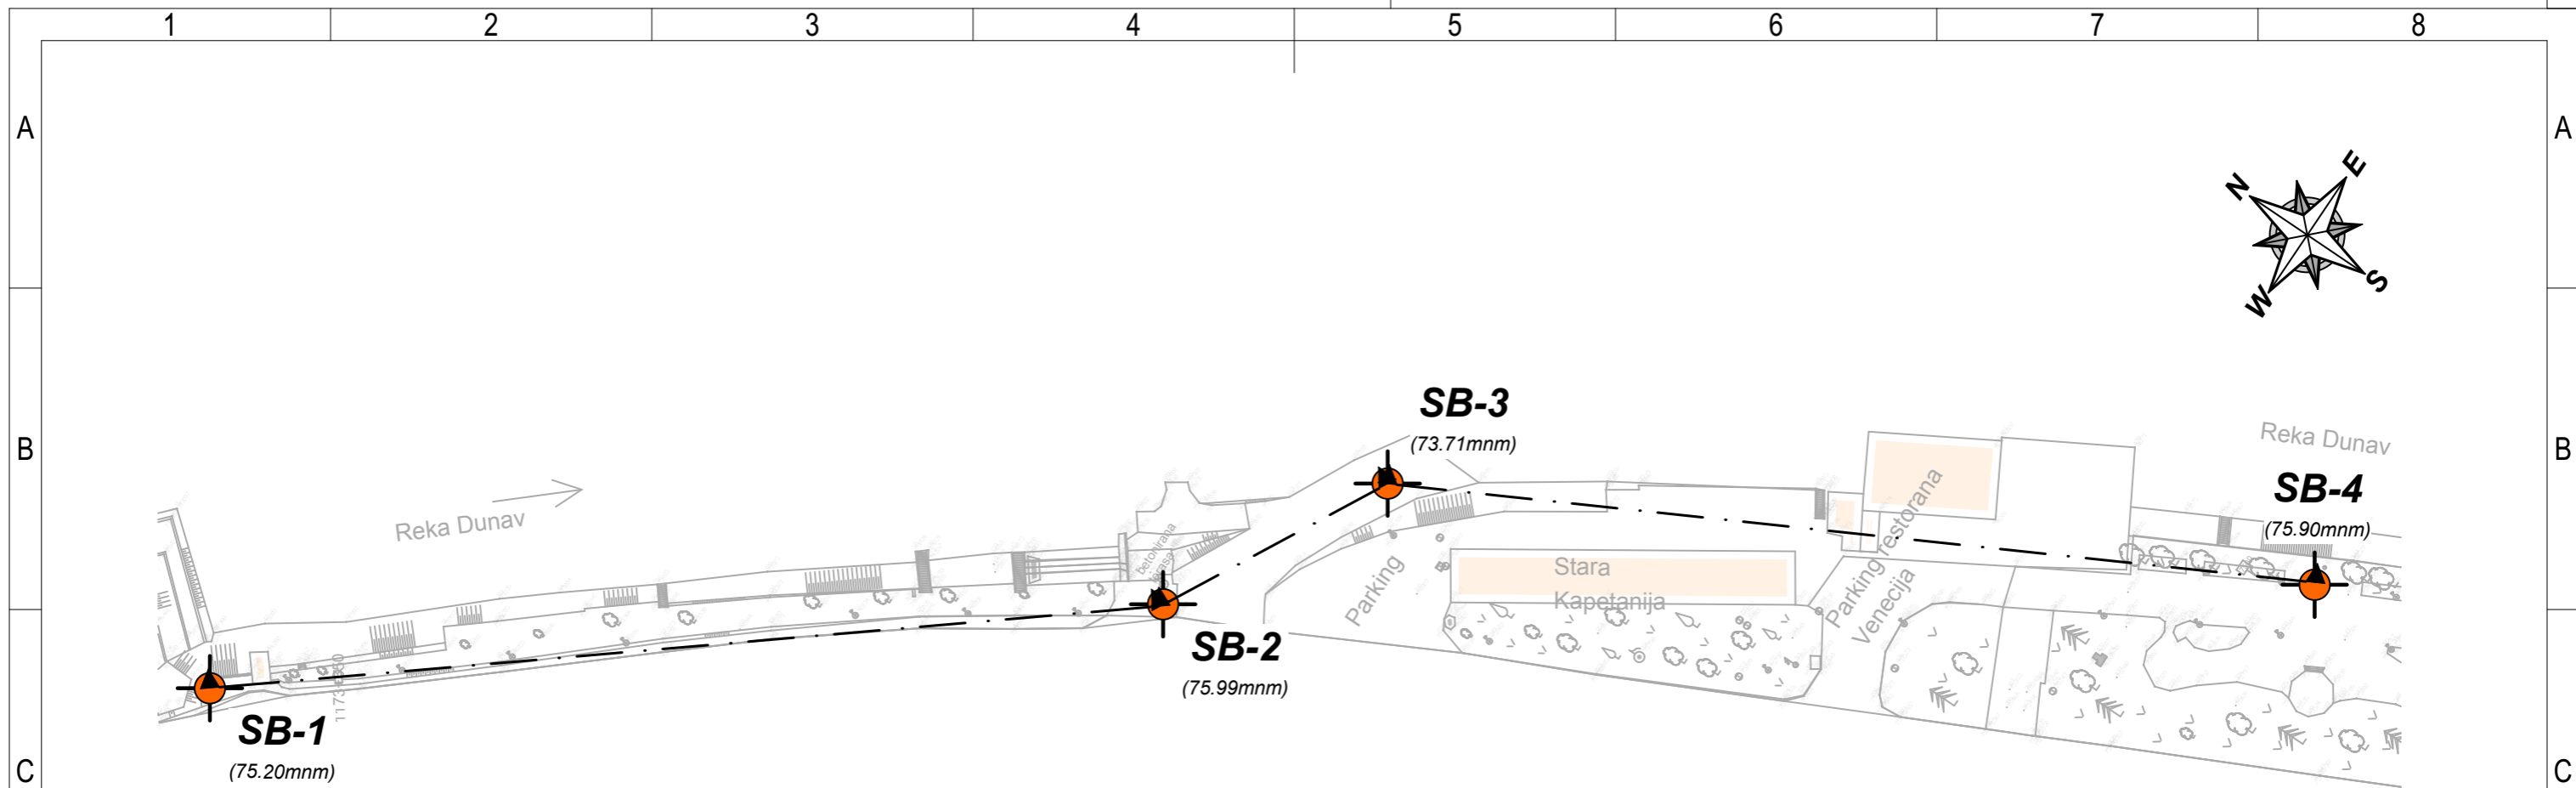 1 2 3 4 5 6 7 8
A A
N E
W S
SB-3
(73.71mnm)
Reka Dunav
B B
SB-4
(75.90mnm)
Reka Dunav
betonirana
Parking
Stara
Kapetanija
Parking restorana
Venecija
SB-2
(75.99mnm)
SB-1
(75.20mnm)
C C